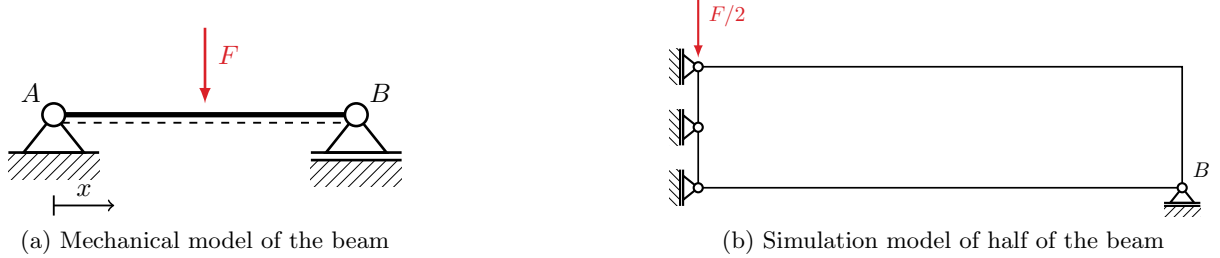 F
A
B
x
(a) Mechanical model of the beam
F/2
B
(b) Simulation model of half of the beam